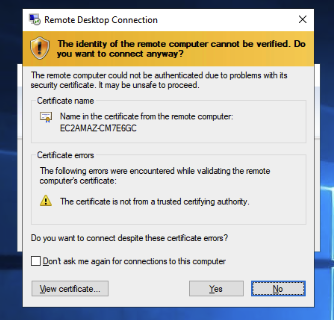 Remote Desktop Connection
The identity of the remote computer cannot be verified. Do
you want to connect anyway?
The remote computer could not be authenticated due to problems with its
security certificate. It may be unsafe to proceed.
Certificate name
Name in the certificate from the remote computer:
EC2AMAZ-CM7E6GC
Certificate errors
The following errors were encountered while validating the remote
computer's certificate:
The certificate is not from a trusted certifying authority.
Do you want to connect despite these certificate errors?
Don't ask me again for connections to this computer
View certificate... Yes No